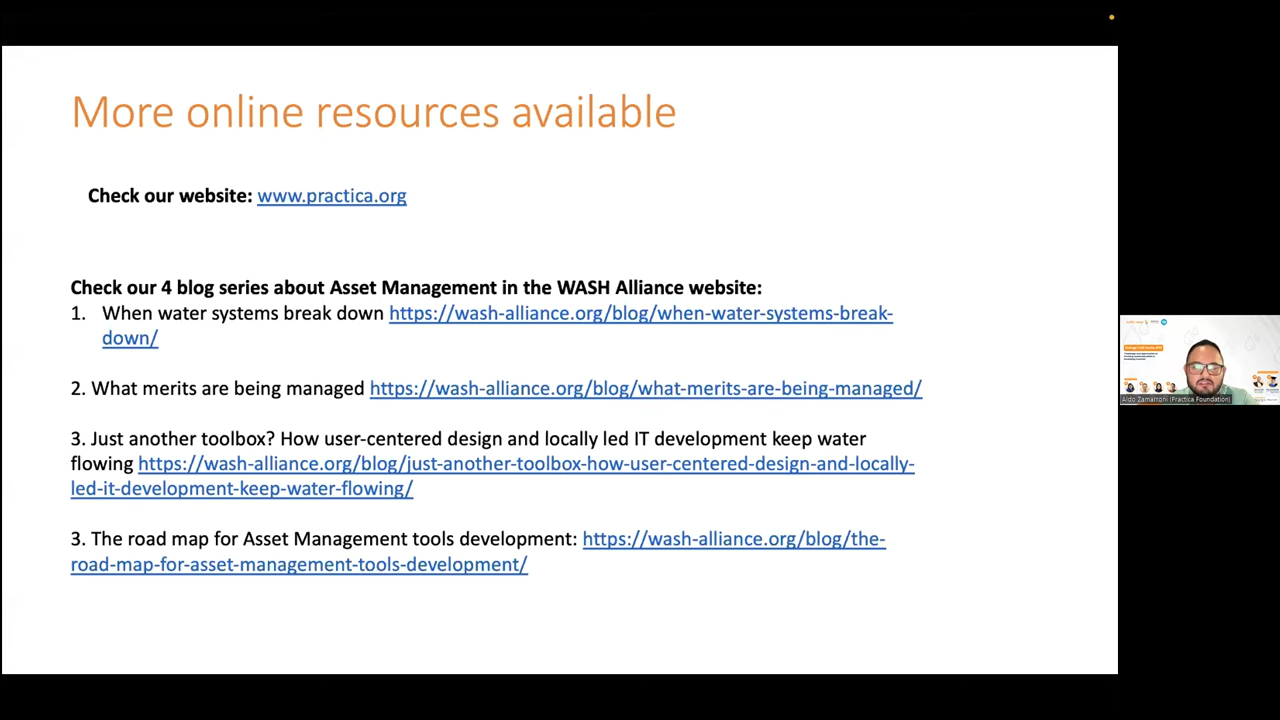 More online resources available
Check our website: www.practica.org
Check our 4 blog series about Asset Management in the WASH Alliance website:
1. When water systems break down https://wash-alliance.org/blog/when-water-systems-break-
down/
2. What merits are being managed https://wash-alliance.org/blog/what-merits-are-being-managed/
3. Just another toolbox? How user-centered design and locally led IT development keep water
flowing https://wash-alliance.org/blog/just-another-toolbox-how-user-centered-design-and-locally-
led-it-development-keep-water-flowing/
3. The road map for Asset Management tools development: https://wash-alliance.org/blog/the-
road-map-for-asset-management-tools-development/
Aldo Zamarroni (Practica Foundation)